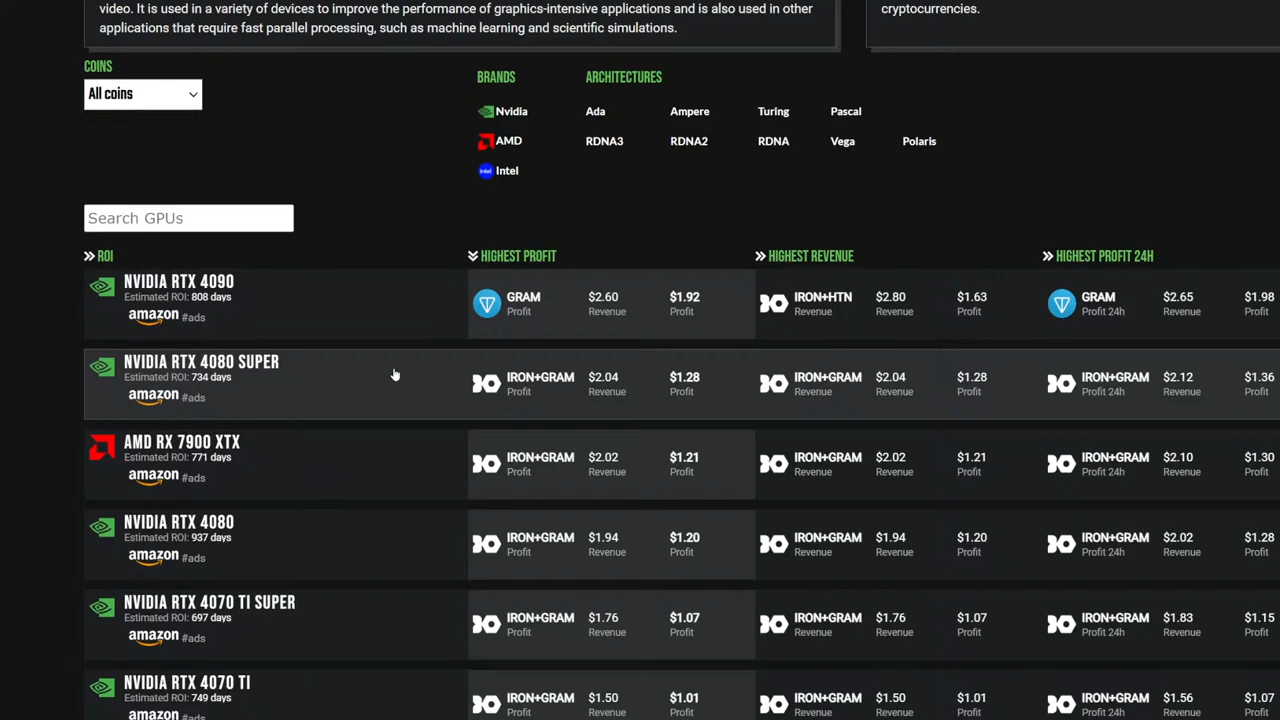 video. It is used in a variety of devices to improve the performance of graphics-intensive applications and is also used in other
applications that require fast parallel processing, such as machine learning and scientific simulations.
cryptocurrencies.
COINS
All coins
BRANDS ARCHITECTURES
Nvidia Ada Ampere Turing Pascal
AMD RDNA3 RDNA2 RDNA Vega Polaris
intel Intel
Search GPUs
ROI HIGHEST PROFIT HIGHEST REVENUE HIGHEST PROFIT 24H
NVIDIA RTX 4090
Estimated ROI: 808 days
amazon #ads
GRAM $2.60 $1.92 IRON+HTN $2.80 $1.63 GRAM $2.65 $1.98
Profit Revenue Profit Revenue Revenue Profit Profit 24h Revenue Profit
NVIDIA RTX 4080 SUPER
Estimated ROI: 734 days
amazon #ads
IRON+GRAM $2.04 $1.28 IRON+GRAM $2.04 $1.28 IRON+GRAM $2.12 $1.36
Profit Revenue Profit Revenue Revenue Profit Profit 24h Revenue Profit
AMD RX 7900 XTX
Estimated ROI: 771 days
amazon #ads
IRON+GRAM $2.02 $1.21 IRON+GRAM $2.02 $1.21 IRON+GRAM $2.10 $1.30
Profit Revenue Profit Revenue Revenue Profit Profit 24h Revenue Profit
NVIDIA RTX 4080
Estimated ROI: 937 days
amazon #ads
IRON+GRAM $1.94 $1.20 IRON+GRAM $1.94 $1.20 IRON+GRAM $2.02 $1.28
Profit Revenue Profit Revenue Revenue Profit Profit 24h Revenue Profit
NVIDIA RTX 4070 TI SUPER
Estimated ROI: 697 days
amazon #ads
IRON+GRAM $1.76 $1.07 IRON+GRAM $1.76 $1.07 IRON+GRAM $1.83 $1.15
Profit Revenue Profit Revenue Revenue Profit Profit 24h Revenue Profit
NVIDIA RTX 4070 TI
Estimated ROI: 749 days
amazon #ads
IRON+GRAM $1.50 $1.01 IRON+GRAM $1.50 $1.01 IRON+GRAM $1.56 $1.07
Profit Revenue Profit Revenue Revenue Profit Profit 24h Revenue Profit